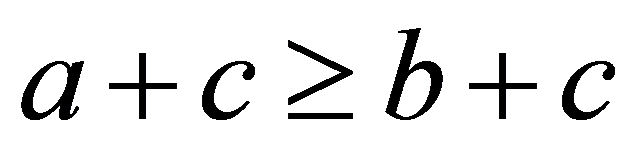 a + c ≥ b + c